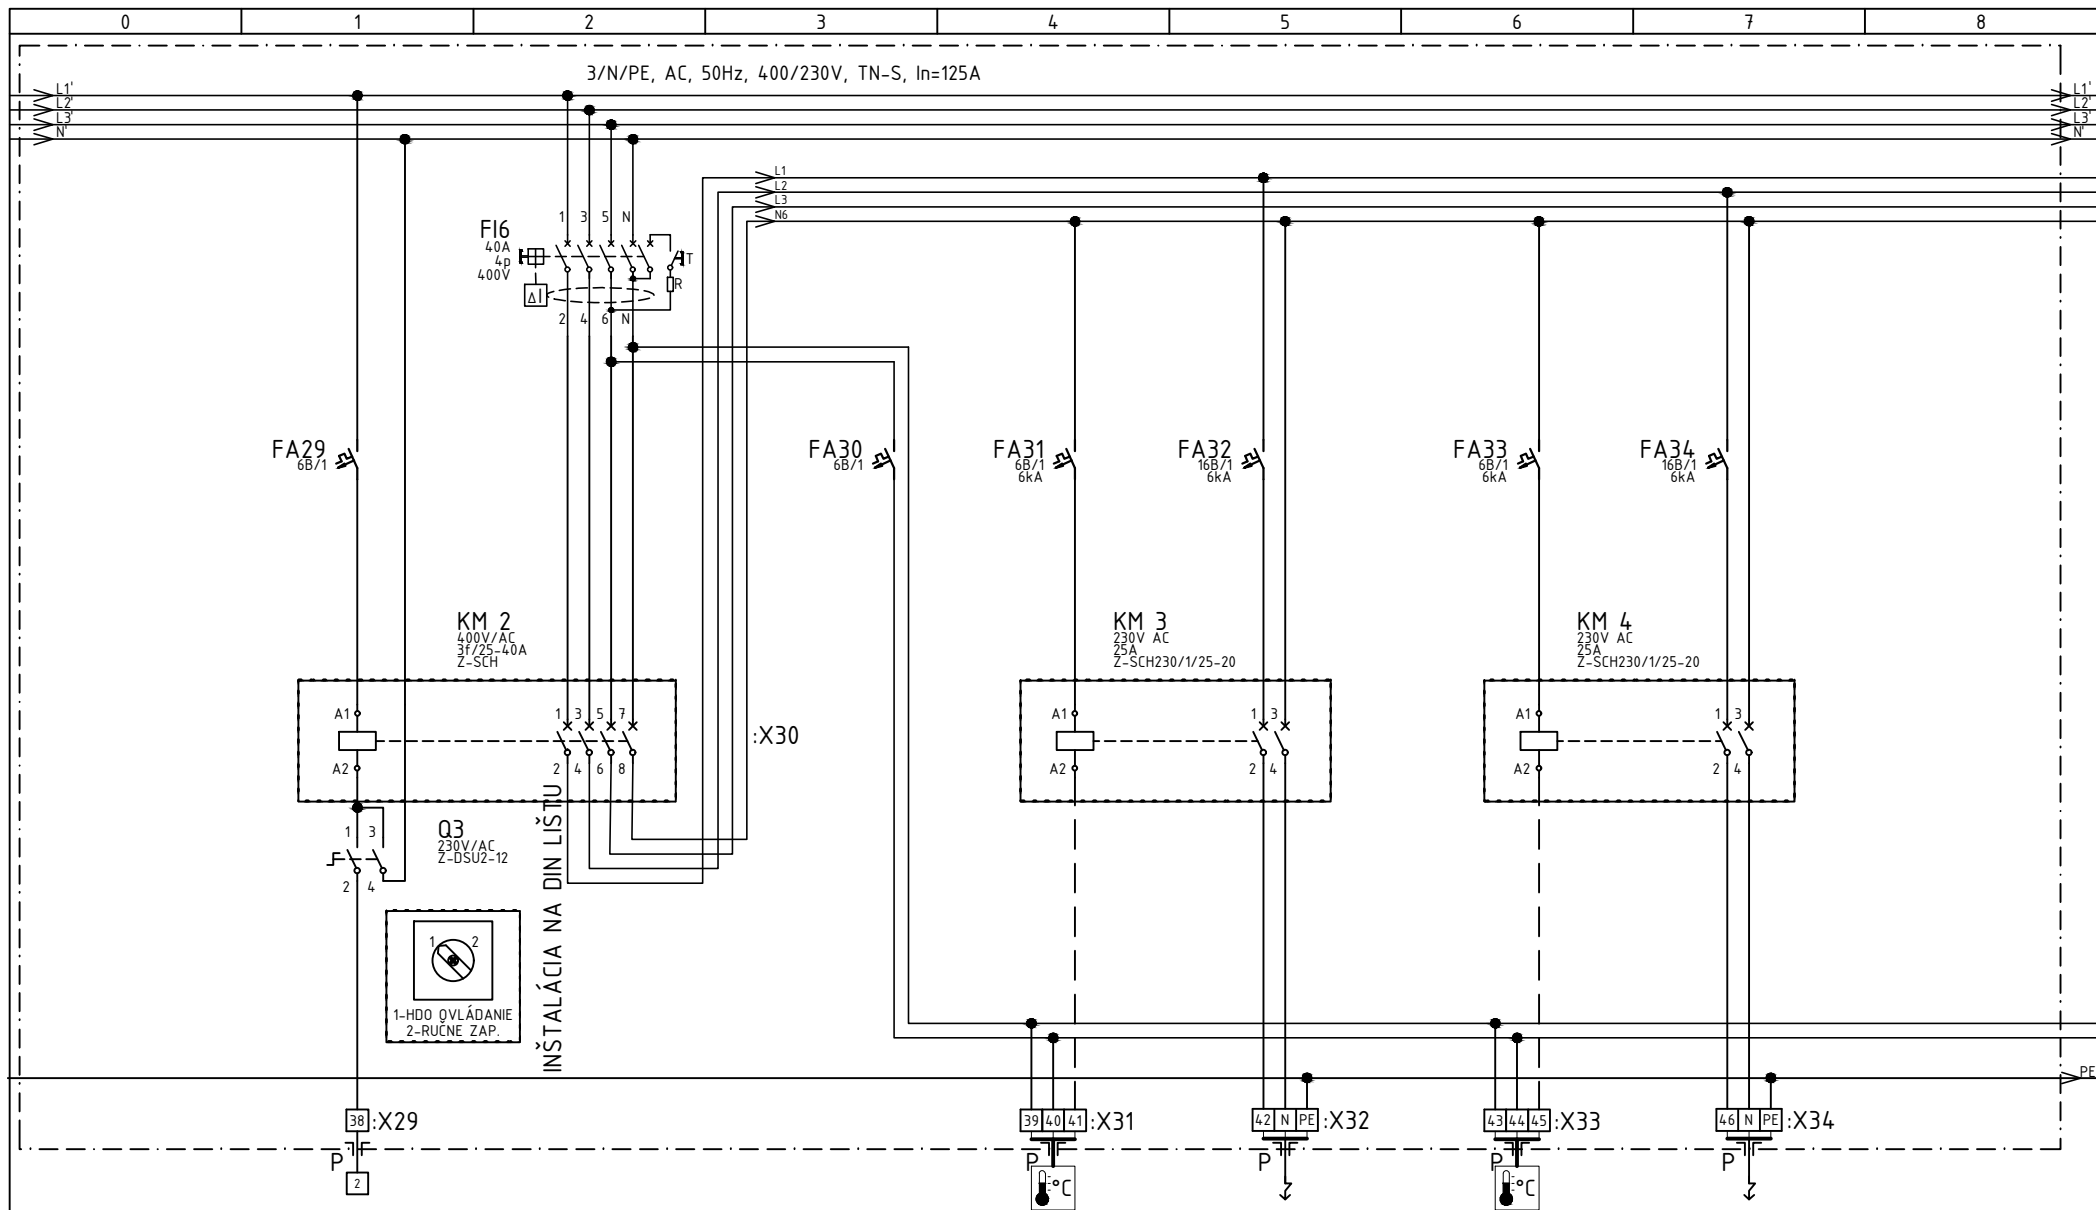 0 1 2 3 4 5 6 7 8
3/N/PE, AC, 50Hz, 400/230V, TN-S, In=125A
L1' L1'
L2' L2'
L3' L3'
N' N'
L1
L2
L3
N6
1 3 5 N
FI6
40A
4p
400V
T
R
ΔI
2 4 6 N
FA29
6B/1
FA30
6B/1
FA31
6B/1
6kA
FA32
16B/1
6kA
FA33
6B/1
6kA
FA34
16B/1
6kA
KM 2
400V/AC
3f/25-40A
Z-SCH
KM 3
230V AC
25A
Z-SCH230/1/25-20
KM 4
230V AC
25A
Z-SCH230/1/25-20
A1 1 3 5 7
A2 2 4 6 8
:X30
A1 1 3
A2 2 4
A1 1 3
A2 2 4
1 3
2 4
Q3
230V/AC
Z-DSU2-12
INŠTALÁCIA NA DIN LIŠTU
1 2
1-HDO OVLÁDANIE
2-RUČNE ZAP.
PE
38 :X29
39 40 41 :X31
42 N PE :X32
43 44 45 :X33
46 N PE :X34
P P P P P
2
°C
°C